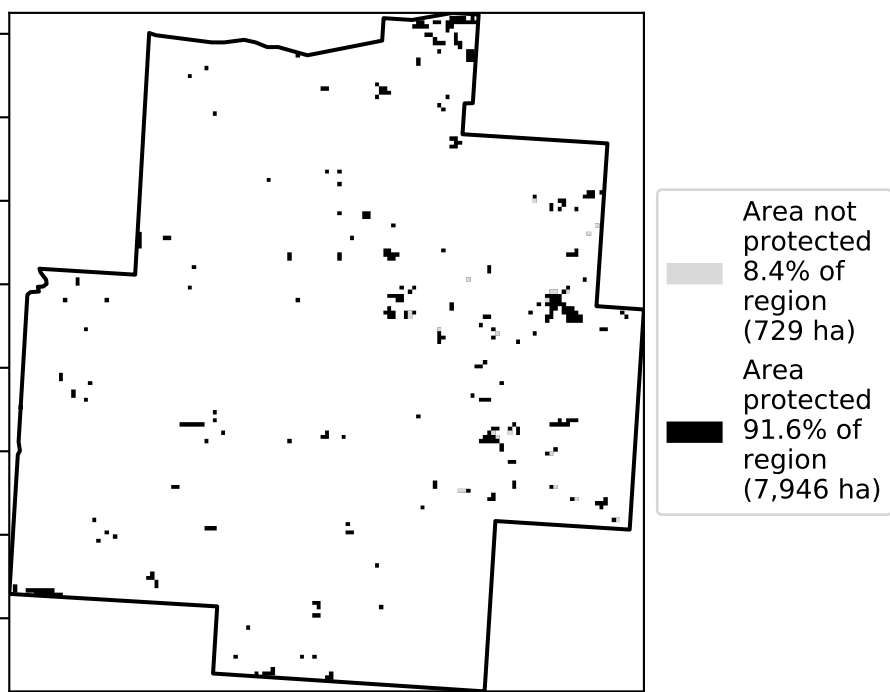 Area not
protected
8.4% of
region
(729 ha)
Area
protected
91.6% of
region
(7,946 ha)